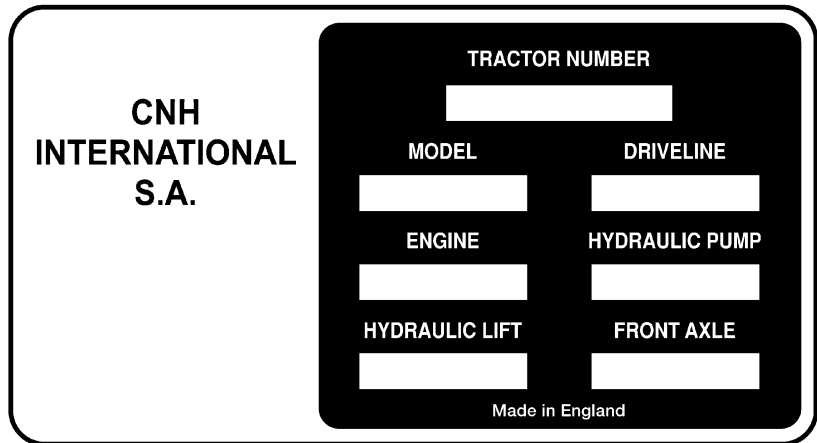 CNH
INTERNATIONAL
S.A.
TRACTOR NUMBER
MODEL
DRIVELINE
ENGINE
HYDRAULIC PUMP
HYDRAULIC LIFT
FRONT AXLE
Made in England